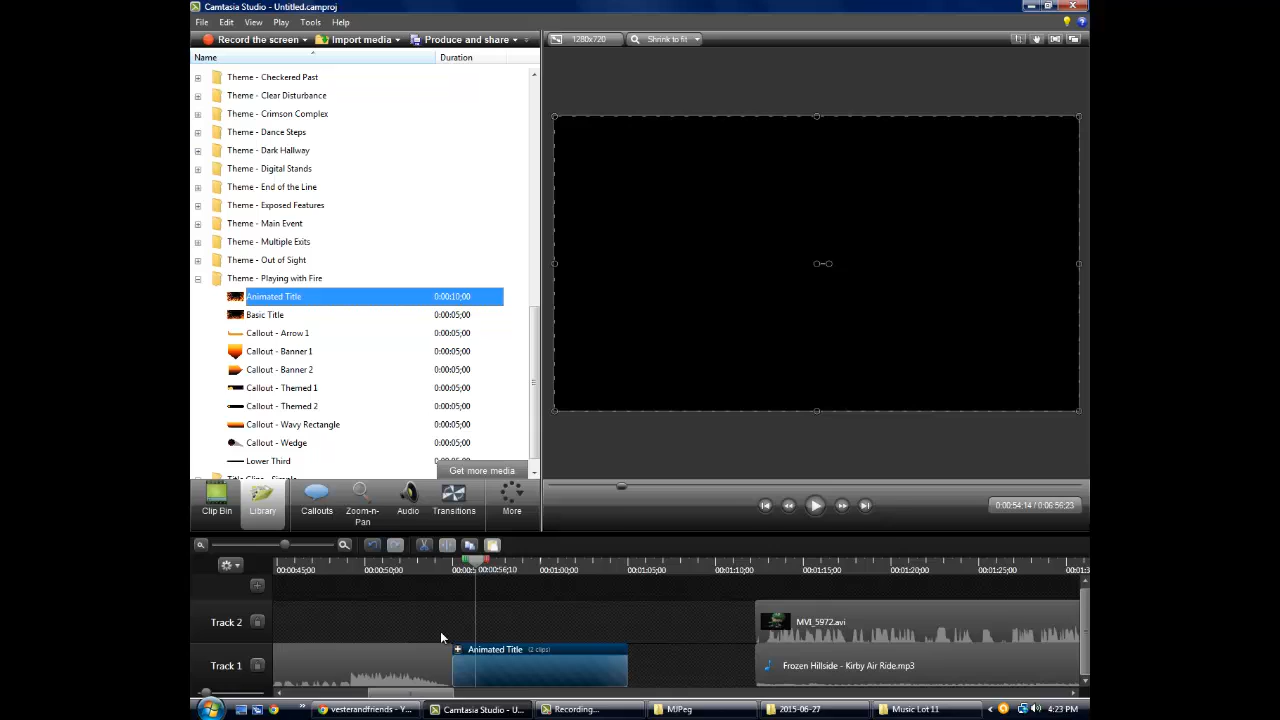 Camtasia Studio - Untitled.camproj
File Edit View Play Tools Help
Record the screen Import media Produce and share
1280x720 Shrink to fit
Name Duration
Theme - Checkered Past
Theme - Clear Disturbance
Theme - Crimson Complex
Theme - Dance Steps
Theme - Dark Hallway
Theme - Digital Stands
Theme - End of the Line
Theme - Exposed Features
Theme - Main Event
Theme - Multiple Exits
Theme - Out of Sight
Theme - Playing with Fire
Animated Title 0:00:10;00
Basic Title 0:00:05;00
Callout - Arrow 1 0:00:05;00
Callout - Banner 1 0:00:05;00
Callout - Banner 2 0:00:05;00
Callout - Themed 1 0:00:05;00
Callout - Themed 2 0:00:05;00
Callout - Wavy Rectangle 0:00:05;00
Callout - Wedge 0:00:05;00
Lower Third 0:00:05;00
Get more media
Clip Bin Library Callouts Zoom-n-Pan Audio Transitions More
0:00:54:14 / 0:06:56;23
00:00:45;00 00:00:50;00 00:00:56;10 00:01:00;00 00:01:05;00 00:01:10;00 00:01:15;00 00:01:20;00 00:01:25;00
Track 2 MVI_5972.avi
Animated Title (2 clips)
Track 1 Frozen Hillside - Kirby Air Ride.mp3
vesterandfriends - Y... Camtasia Studio - U... Recording... MJPeg 2015-06-27 Music Lot 11 4:23 PM